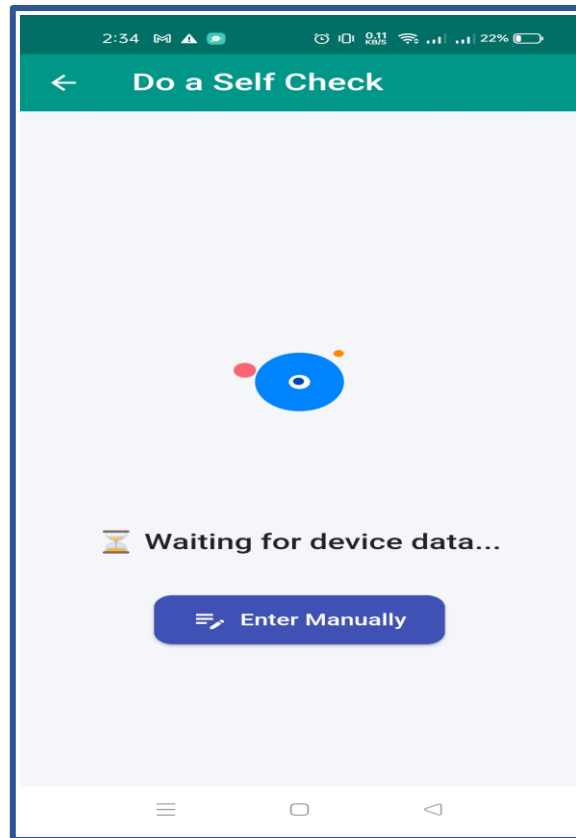 2:34 0.11 KB/S 22%
Do a Self Check
Waiting for device data...
Enter Manually